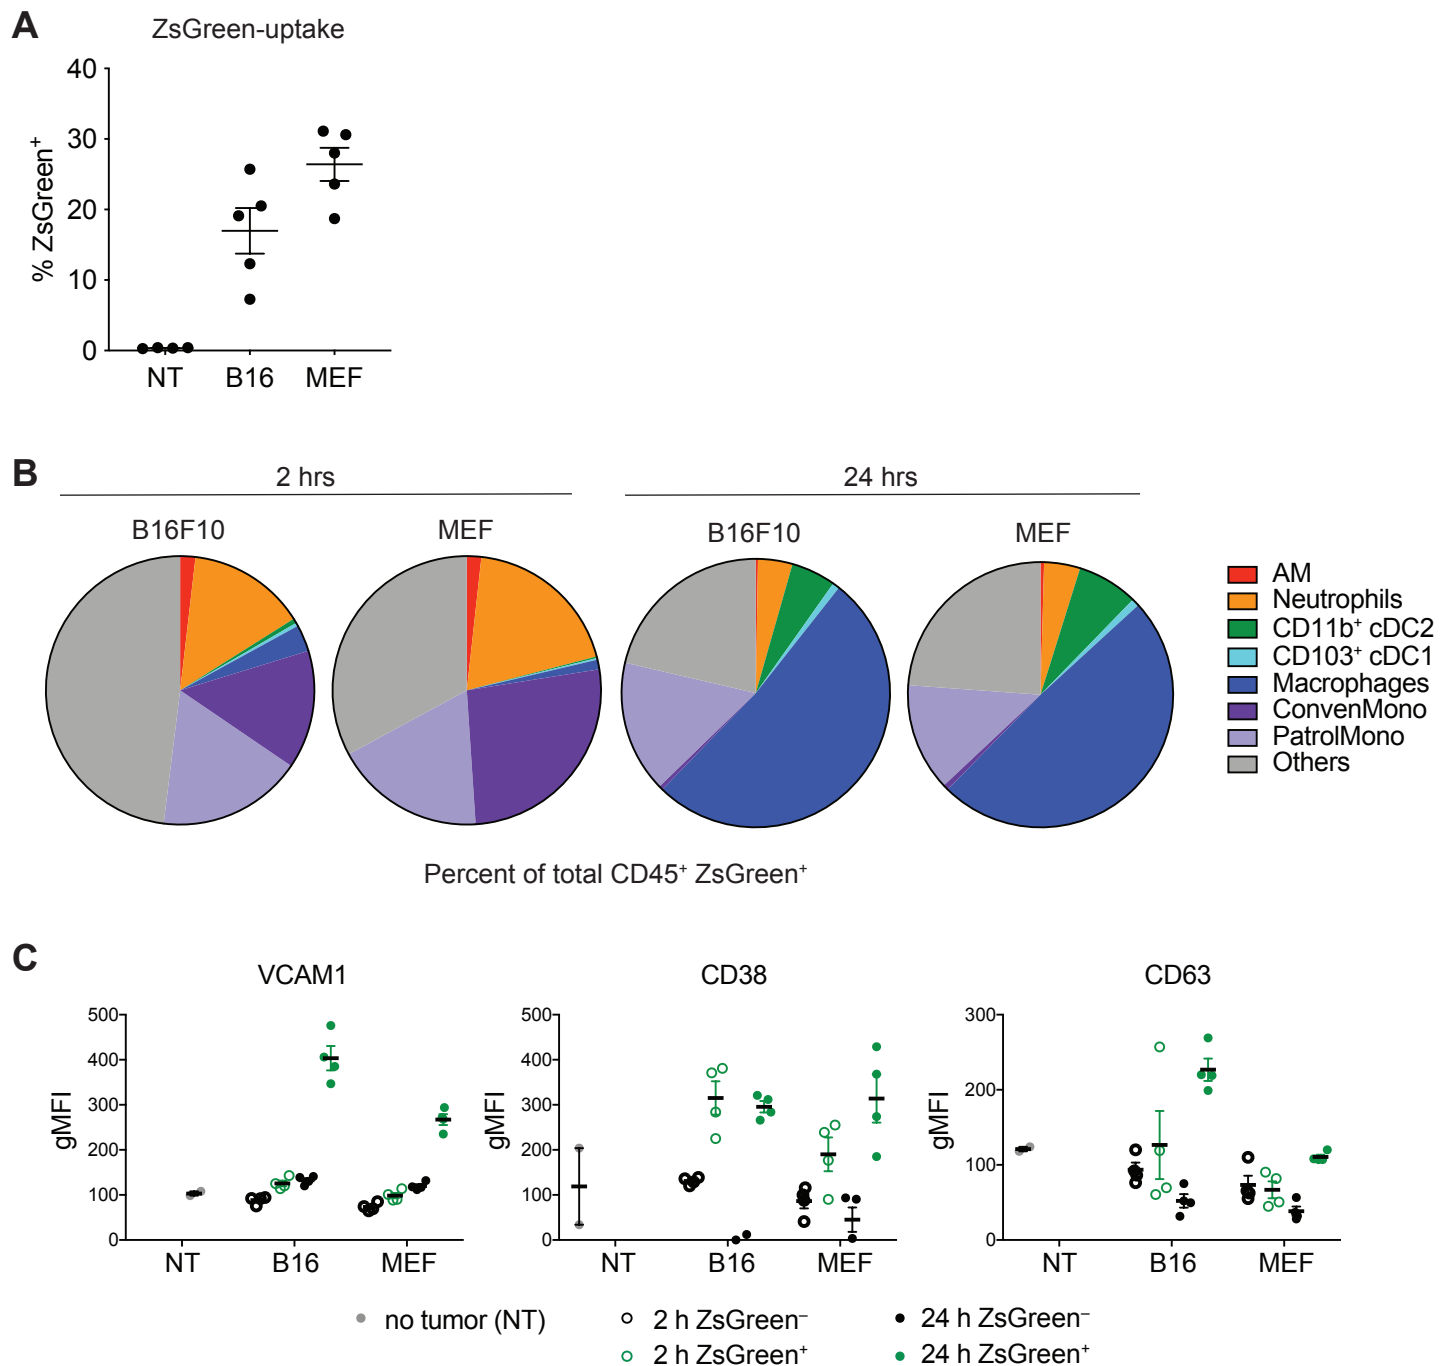 A
ZsGreen-uptake
% ZsGreen⁺
40
30
20
10
0
NT B16 MEF
B
2 hrs 24 hrs
B16F10 MEF B16F10 MEF
AM
Neutrophils
CD11b⁺ cDC2
CD103⁺ cDC1
Macrophages
ConvenMono
PatrolMono
Others
Percent of total CD45⁺ ZsGreen⁺
C
VCAM1
gMFI
500
400
300
200
100
0
NT B16 MEF
CD38
gMFI
500
400
300
200
100
0
NT B16 MEF
CD63
gMFI
300
200
100
0
NT B16 MEF
no tumor (NT) 2 h ZsGreen⁻ 24 h ZsGreen⁻
2 h ZsGreen⁺ 24 h ZsGreen⁺